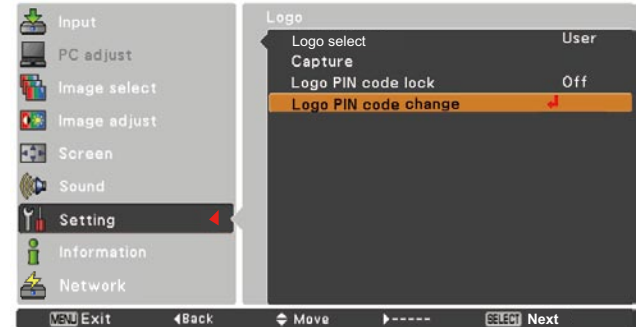 Input
PC adjust
Image select
Image adjust
Screen
Sound
Setting
Information
Network
Logo
Logo select User
Capture
Logo PIN code lock Off
Logo PIN code change
MENU Exit Back Move ----- SELECT Next